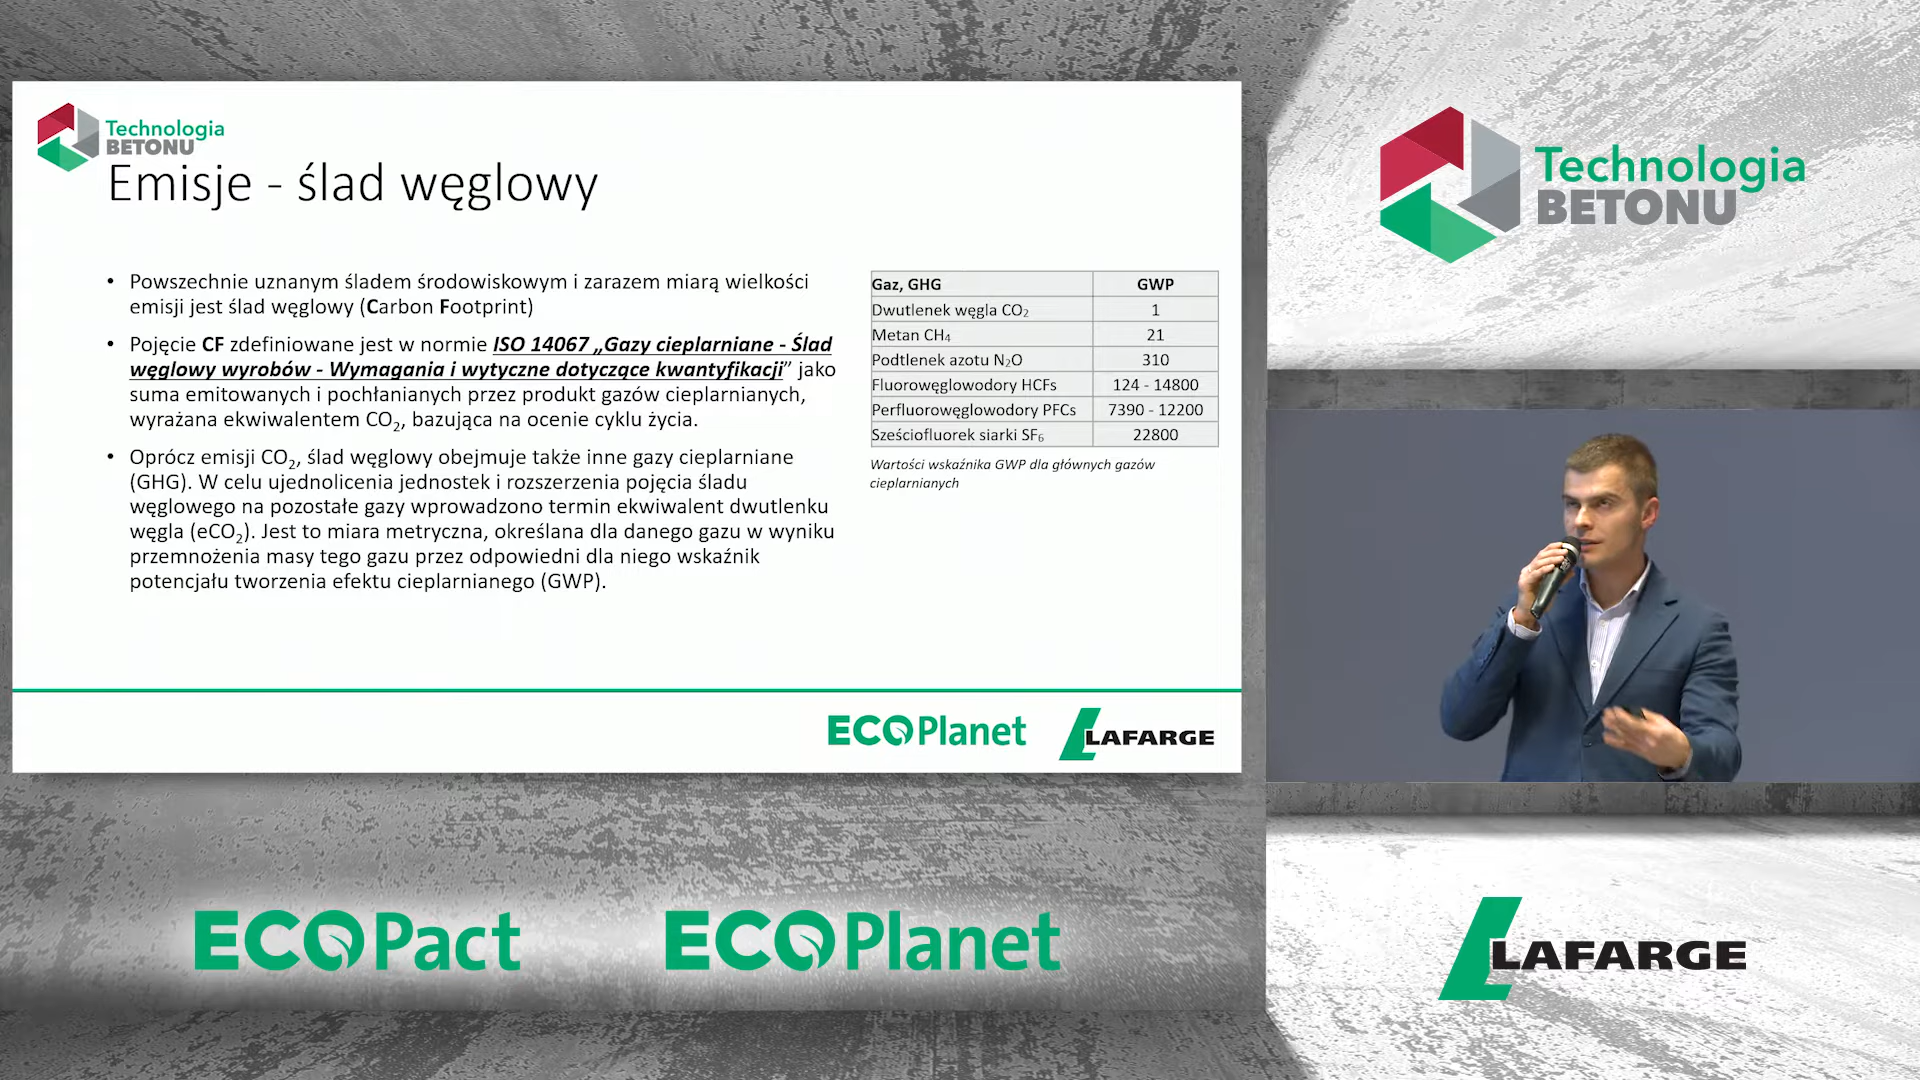 Technologia
BETONU
Emisje - ślad węglowy
• Powszechnie uznanym śladem środowiskowym i zarazem miarą wielkości
emisji jest ślad węglowy (Carbon Footprint)
• Pojęcie CF zdefiniowane jest w normie ISO 14067 „Gazy cieplarniane - Ślad
węglowy wyrobów - Wymagania i wytyczne dotyczące kwantyfikacji” jako
suma emitowanych i pochłanianych przez produkt gazów cieplarnianych,
wyrażana ekwiwalentem CO₂, bazująca na ocenie cyklu życia.
• Oprócz emisji CO₂, ślad węglowy obejmuje także inne gazy cieplarniane
(GHG). W celu ujednolicenia jednostek i rozszerzenia pojęcia śladu
węglowego na pozostałe gazy wprowadzono termin ekwiwalent dwutlenku
węgla (eCO₂). Jest to miara metryczna, określana dla danego gazu w wyniku
przemnożenia masy tego gazu przez odpowiedni dla niego wskaźnik
potencjału tworzenia efektu cieplarnianego (GWP).
Gaz, GHG GWP
Dwutlenek węgla CO₂ 1
Metan CH₄ 21
Podtlenek azotu N₂O 310
Fluorowęglowodory HCFs 124 - 14800
Perfluorowęglowodory PFCs 7390 - 12200
Sześciofluorek siarki SF₆ 22800
Wartości wskaźnika GWP dla głównych gazów
cieplarnianych
ECOPlanet LAFARGE
Technologia
BETONU
ECOPact ECOPlanet LAFARGE